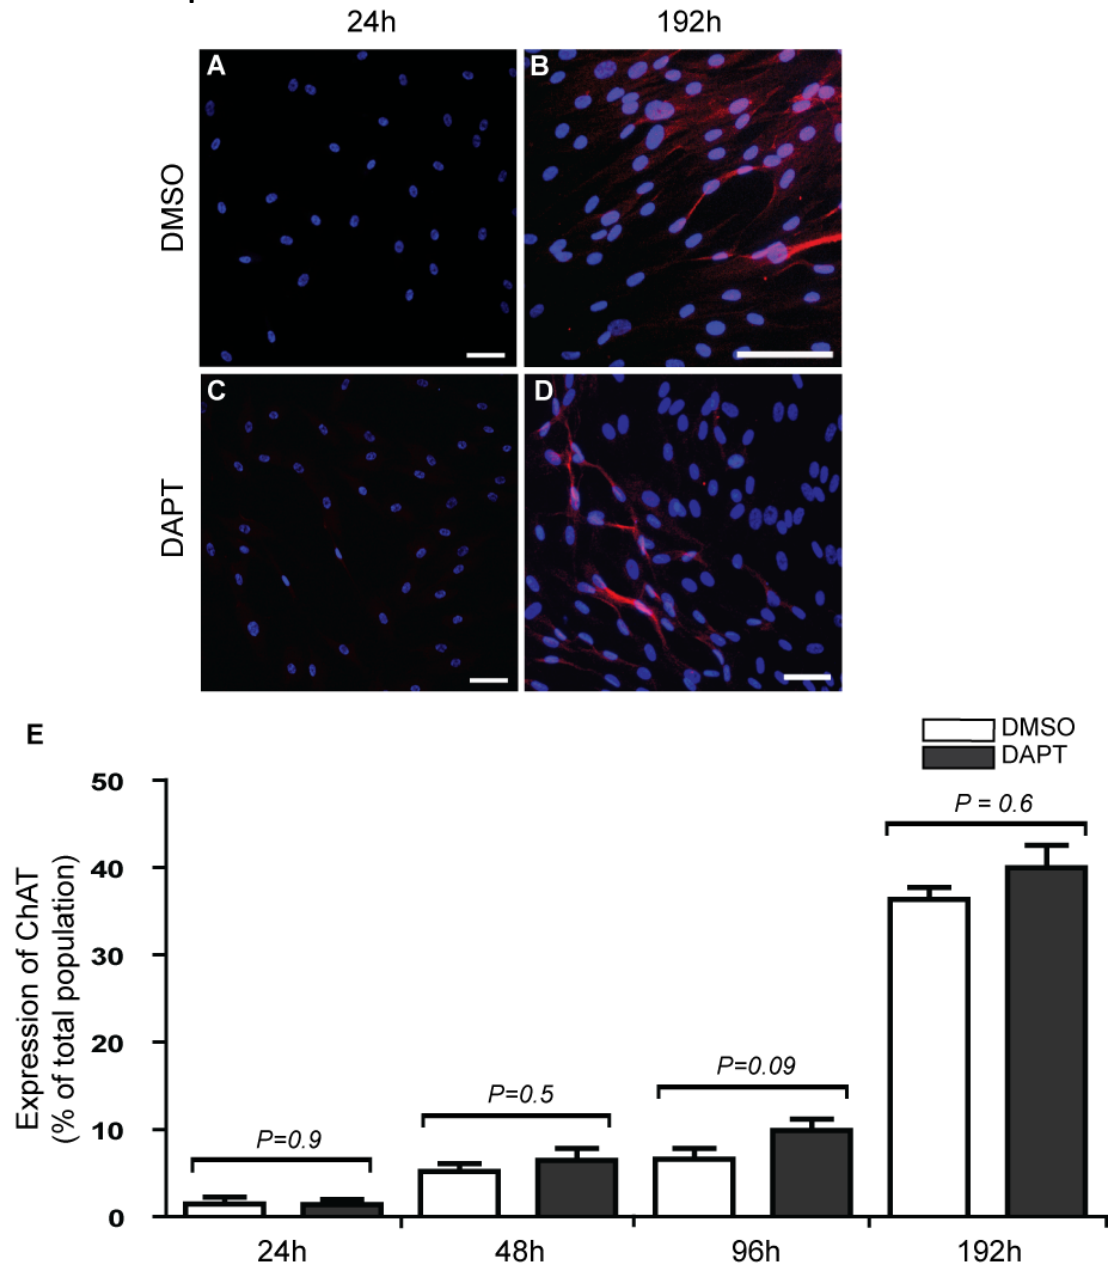 24h 192h
A B
DMSO
C D
DAPT
E
DMSO
DAPT
50
40
30
20
10
0
Expression of ChAT
(% of total population)
P=0.9
P=0.5
P=0.09
P = 0.6
24h 48h 96h 192h